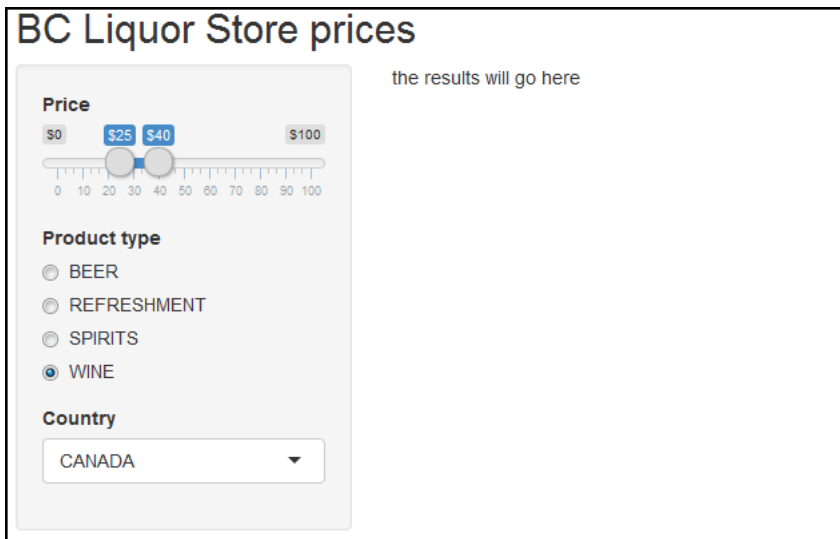 BC Liquor Store prices
the results will go here
Price
$0 $25 $40 $100
0 10 20 30 40 50 60 70 80 90 100
Product type
BEER
REFRESHMENT
SPIRITS
WINE
Country
CANADA